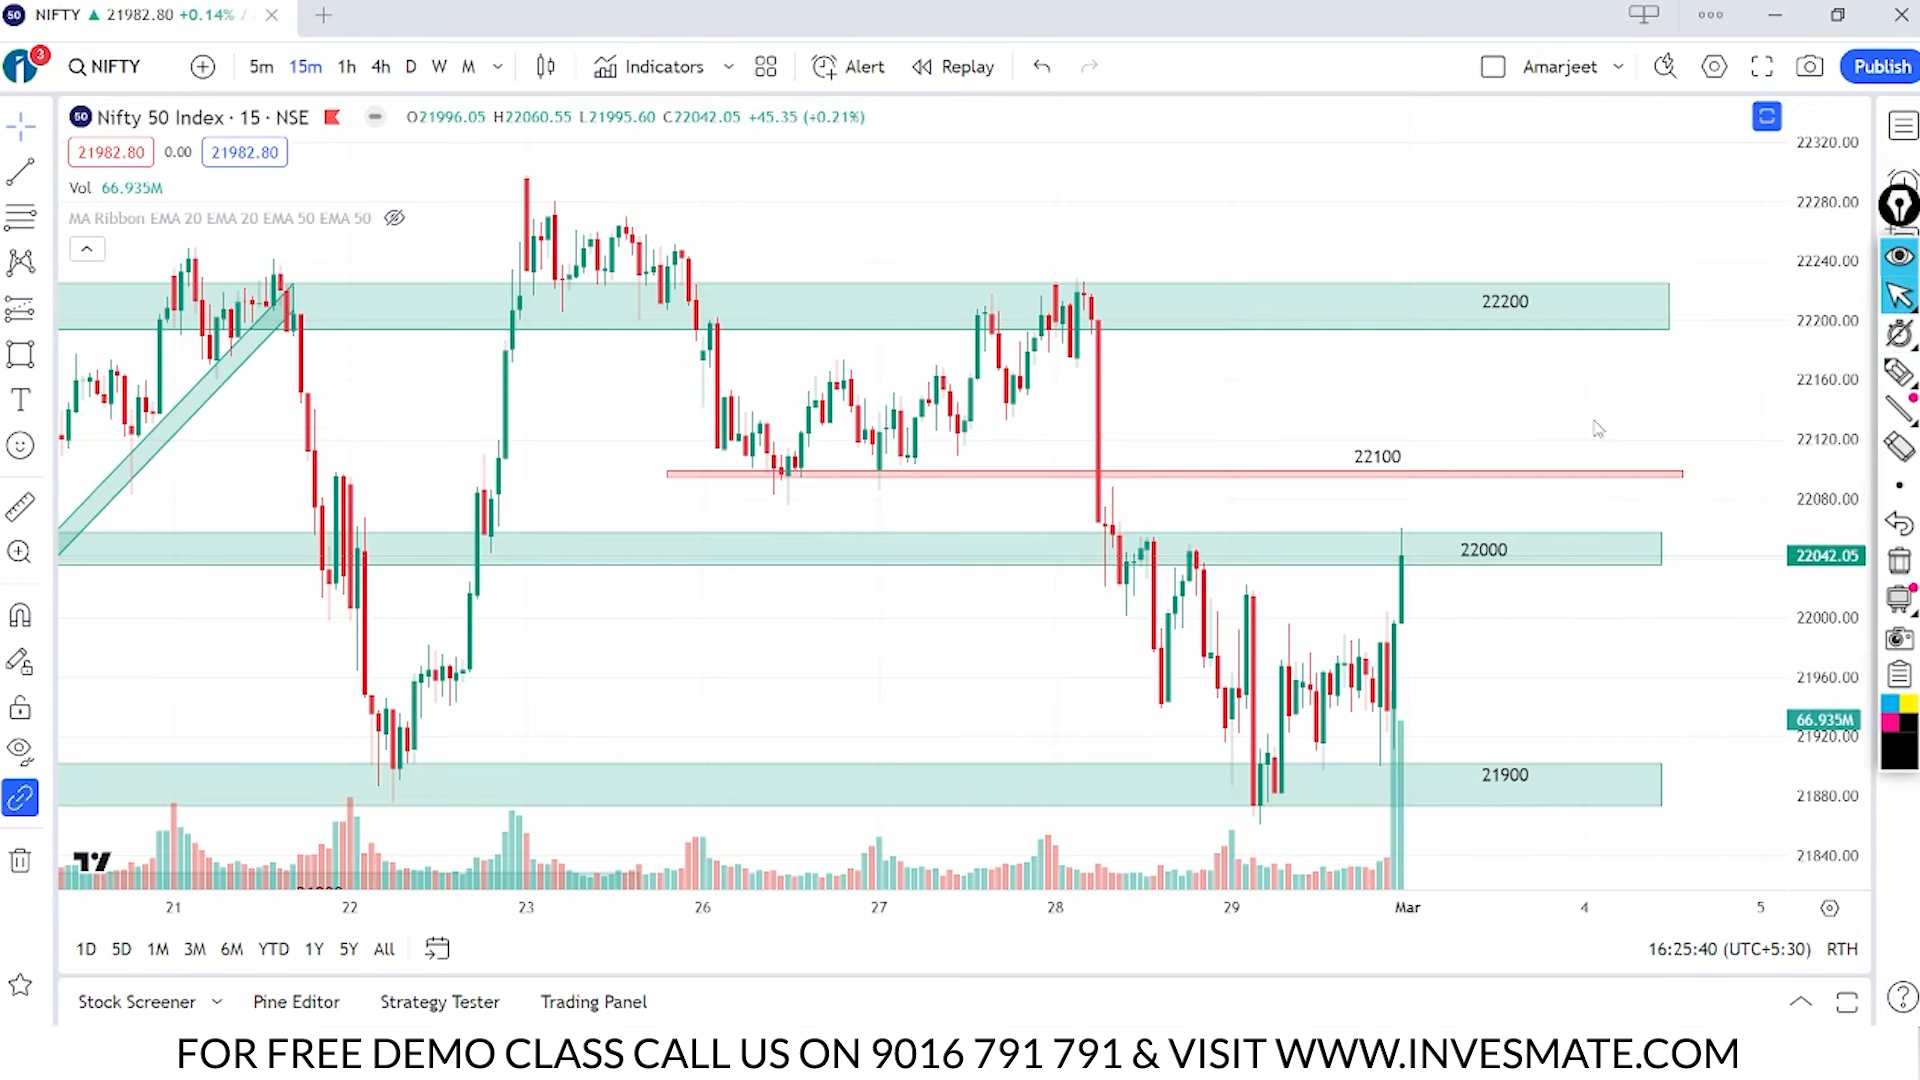 50 NIFTY ▲ 21982.80 +0.14% /
3 NIFTY 5m 15m 1h 4h D W M Indicators Alert Replay Amarjeet Publish
50 Nifty 50 Index · 15 · NSE O21996.05 H22060.55 L21995.60 C22042.05 +45.35 (+0.21%)
21982.80 0.00 21982.80
Vol 66.935M
MA Ribbon EMA 20 EMA 20 EMA 50 EMA 50
22320.00
22280.00
22240.00
22200
22200.00
22160.00
22120.00
22100
22080.00
22000
22042.05
22000.00
21960.00
66.935M
21920.00
21900
21880.00
21840.00
21 22 23 26 27 28 29 Mar 4 5
1D 5D 1M 3M 6M YTD 1Y 5Y All 16:25:40 (UTC+5:30) RTH
Stock Screener Pine Editor Strategy Tester Trading Panel
FOR FREE DEMO CLASS CALL US ON 9016 791 791 & VISIT WWW.INVESMATE.COM